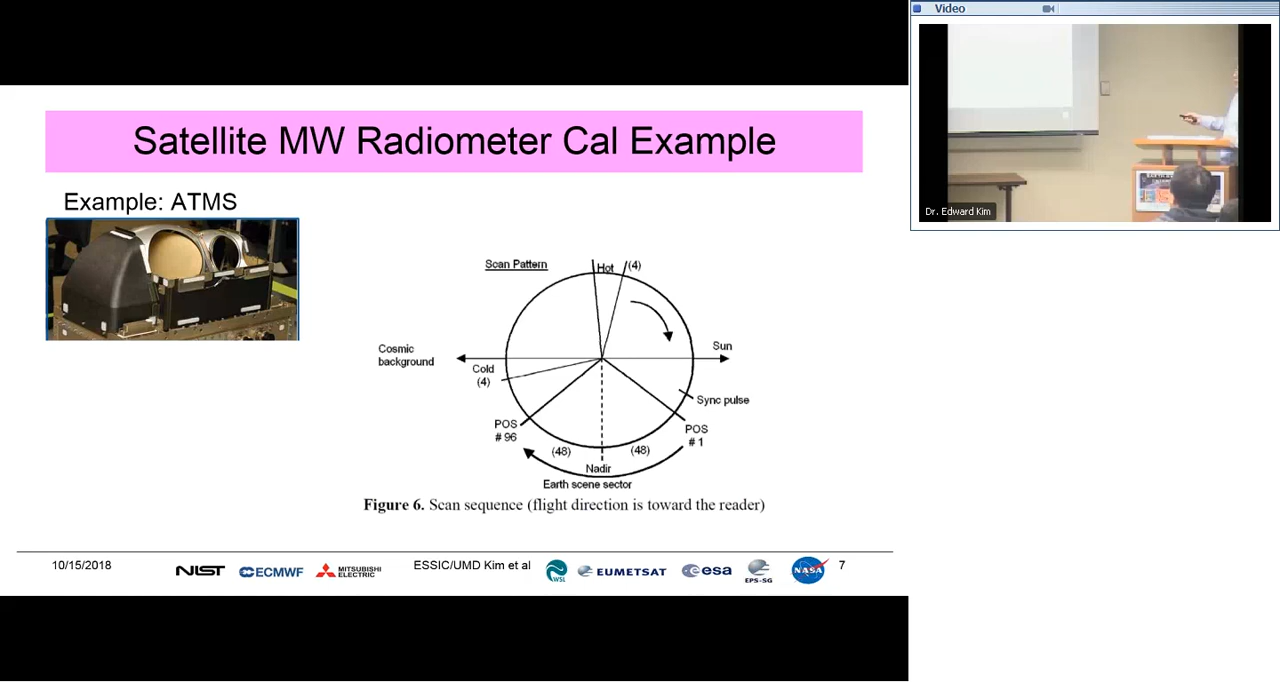 Video
Satellite MW Radiometer Cal Example
Example: ATMS
Scan Pattern
Hot
(4)
Cosmic
background
Sun
Cold
(4)
Sync pulse
POS
# 96
POS
# 1
(48)
(48)
Nadir
Earth scene sector
Figure 6. Scan sequence (flight direction is toward the reader)
Dr. Edward Kim
10/15/2018
NIST
ECMWF
MITSUBISHI
ELECTRIC
ESSIC/UMD Kim et al
WSL
EUMETSAT
esa
EPS-SG
NASA
7